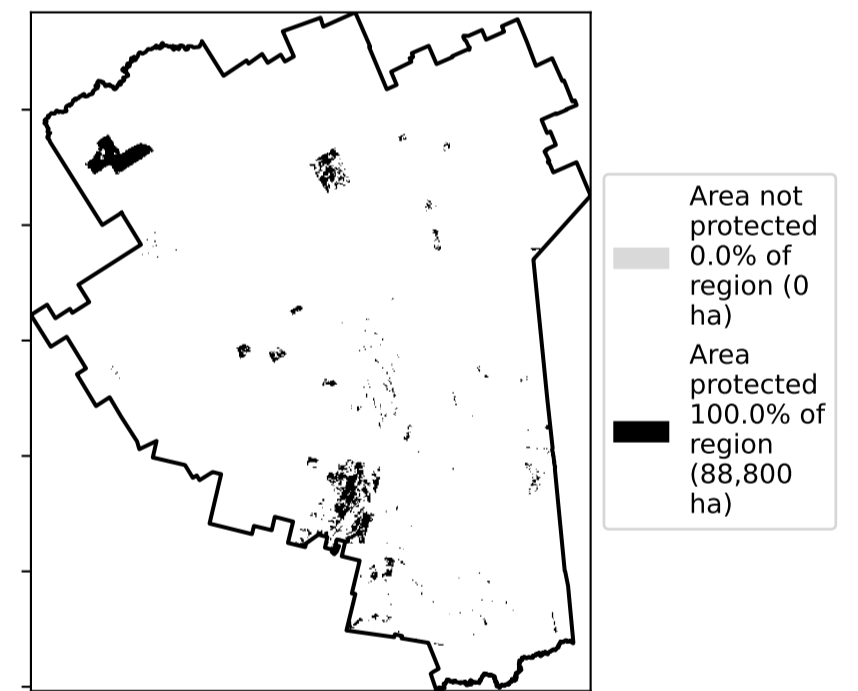 Area not
protected
0.0% of
region (0
ha)
Area
protected
100.0% of
region
(88,800
ha)